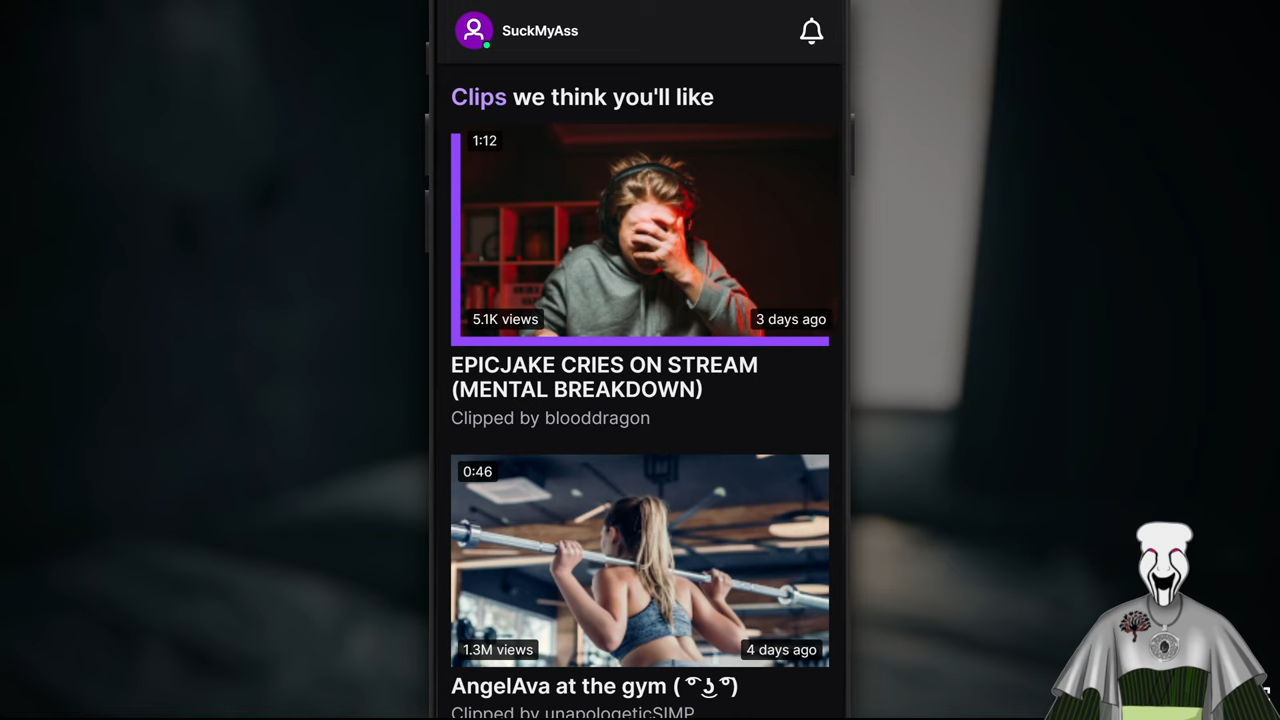 SuckMyAss
Clips we think you'll like
1:12
5.1K views
3 days ago
EPICJAKE CRIES ON STREAM
(MENTAL BREAKDOWN)
Clipped by blooddragon
0:46
1.3M views
4 days ago
AngelAva at the gym ( ͡° ͜ʖ ͡°)
Clipped by unapologeticSIMP